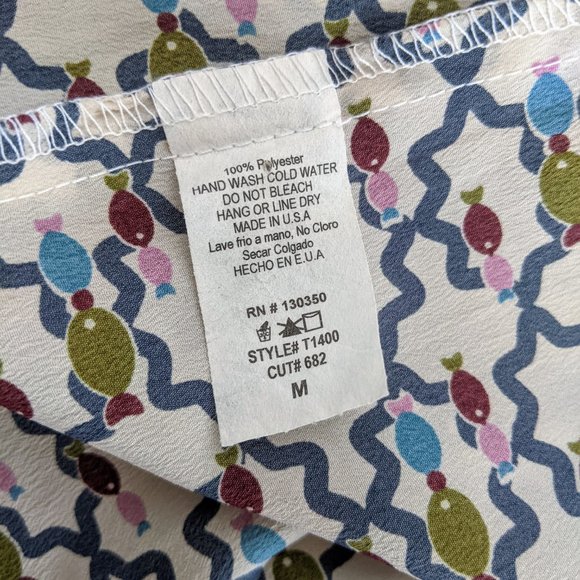 100% Polyester
HAND WASH COLD WATER
DO NOT BLEACH
HANG OR LINE DRY
MADE IN U.S.A
Lave frio a mano, No Cloro
Secar Colgado
HECHO EN E.U.A
RN # 130350
STYLE# T1400
CUT# 682
M